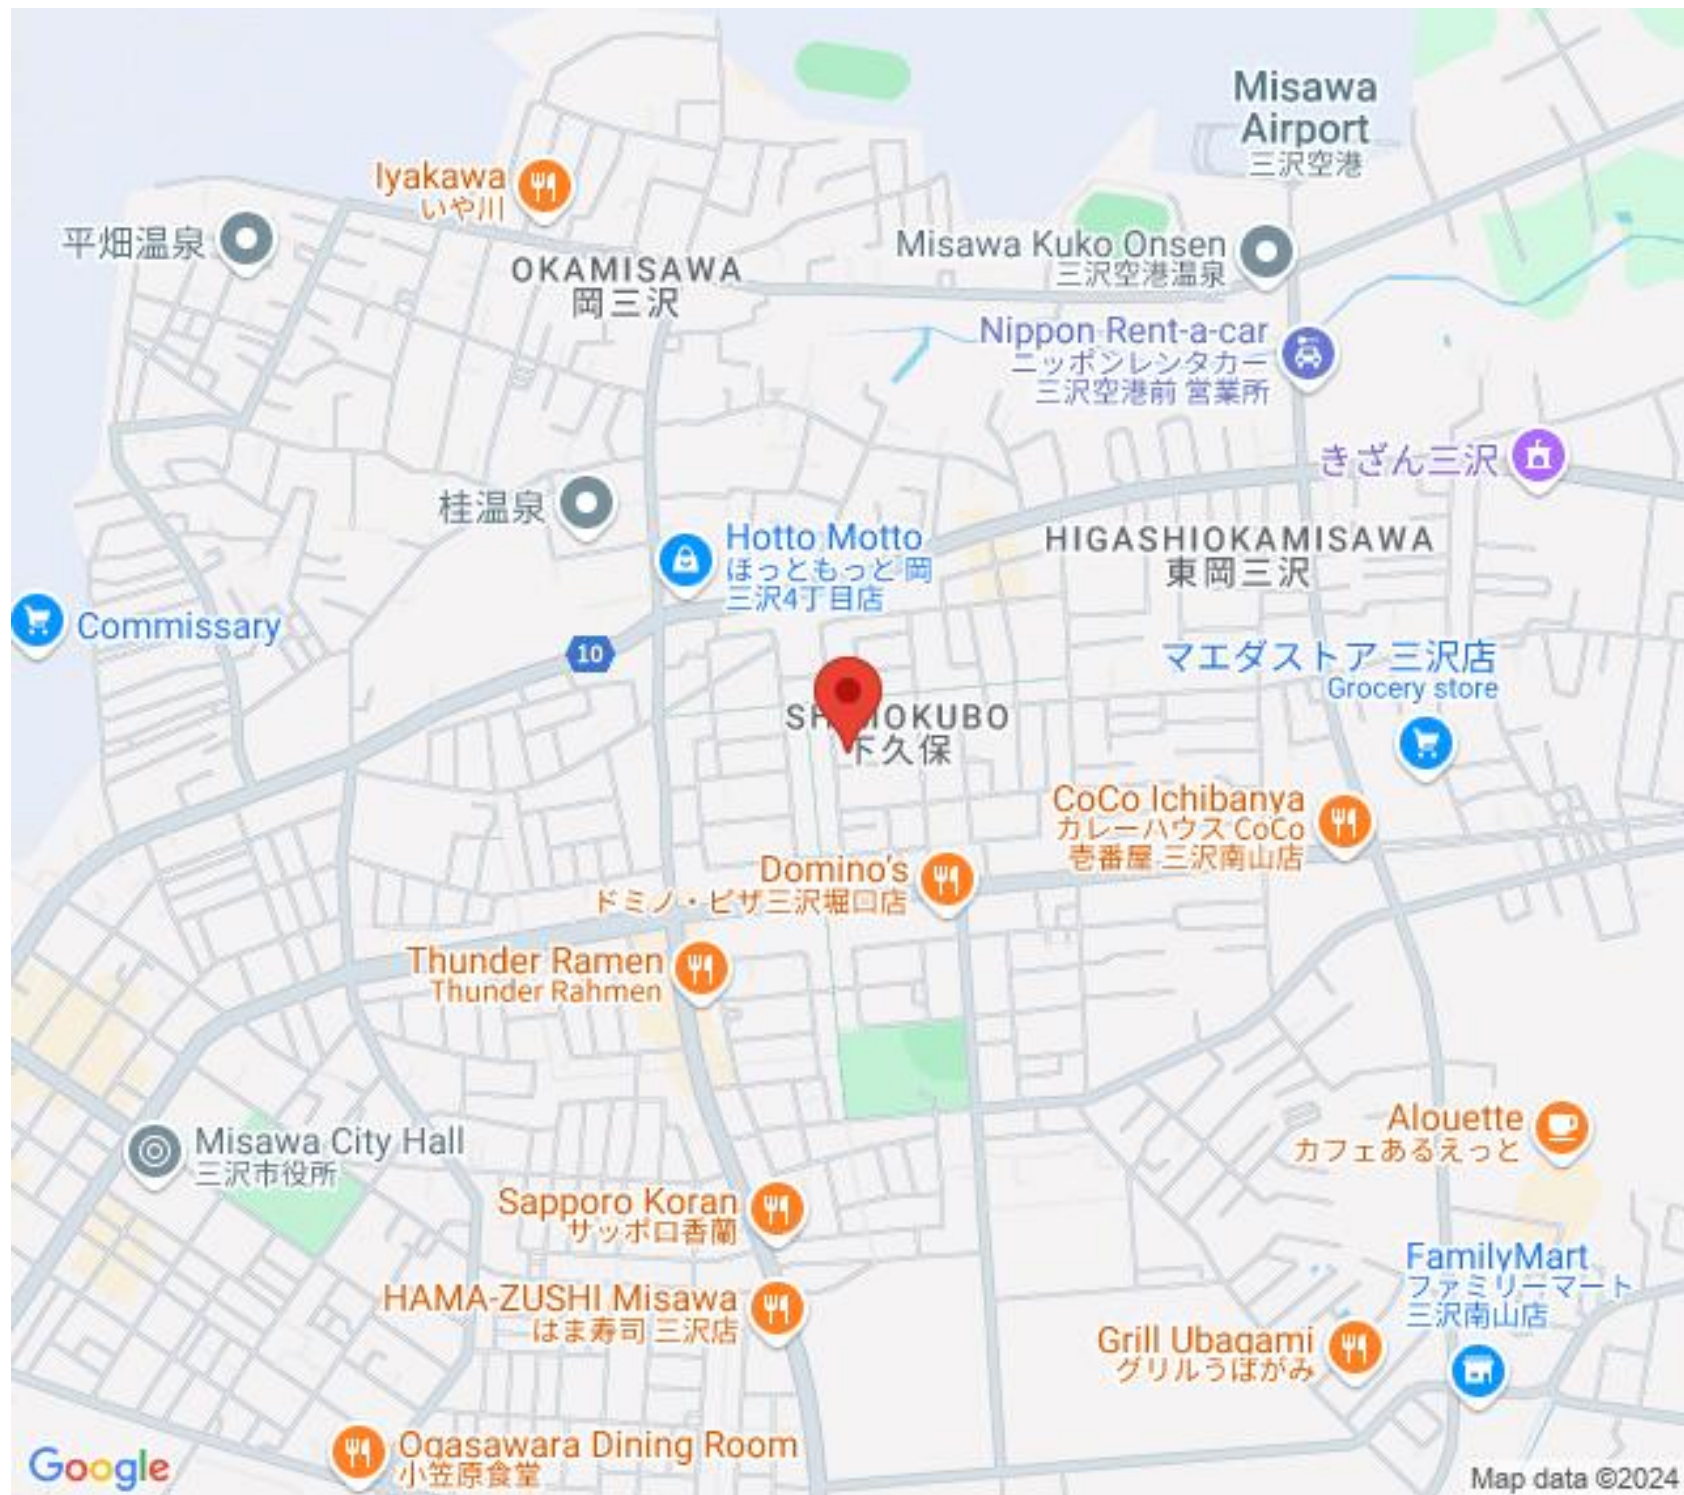 Misawa
Airport
三沢空港
Iyakawa
いや川
平畑温泉
Misawa Kuko Onsen
三沢空港温泉
OKAMISAWA
岡三沢
Nippon Rent-a-car
ニッポンレンタカー
三沢空港前 営業所
きざん三沢
桂温泉
Hotto Motto
ほっともっと 岡
三沢4丁目店
HIGASHIOKAMISAWA
東岡三沢
Commissary
10
マエダストア 三沢店
Grocery store
SH OKUBO
下久保
CoCo Ichibanya
カレーハウス CoCo
壱番屋 三沢南山店
Domino's
ドミノ・ピザ三沢堀口店
Thunder Ramen
Thunder Rahmen
Alouette
カフェあるえっと
Misawa City Hall
三沢市役所
Sapporo Koran
サッポロ香蘭
FamilyMart
ファミリーマート
三沢南山店
HAMA-ZUSHI Misawa
はま寿司 三沢店
Grill Ubagami
グリルうばがみ
Ogasawara Dining Room
小笠原食堂
Google
Map data ©2024